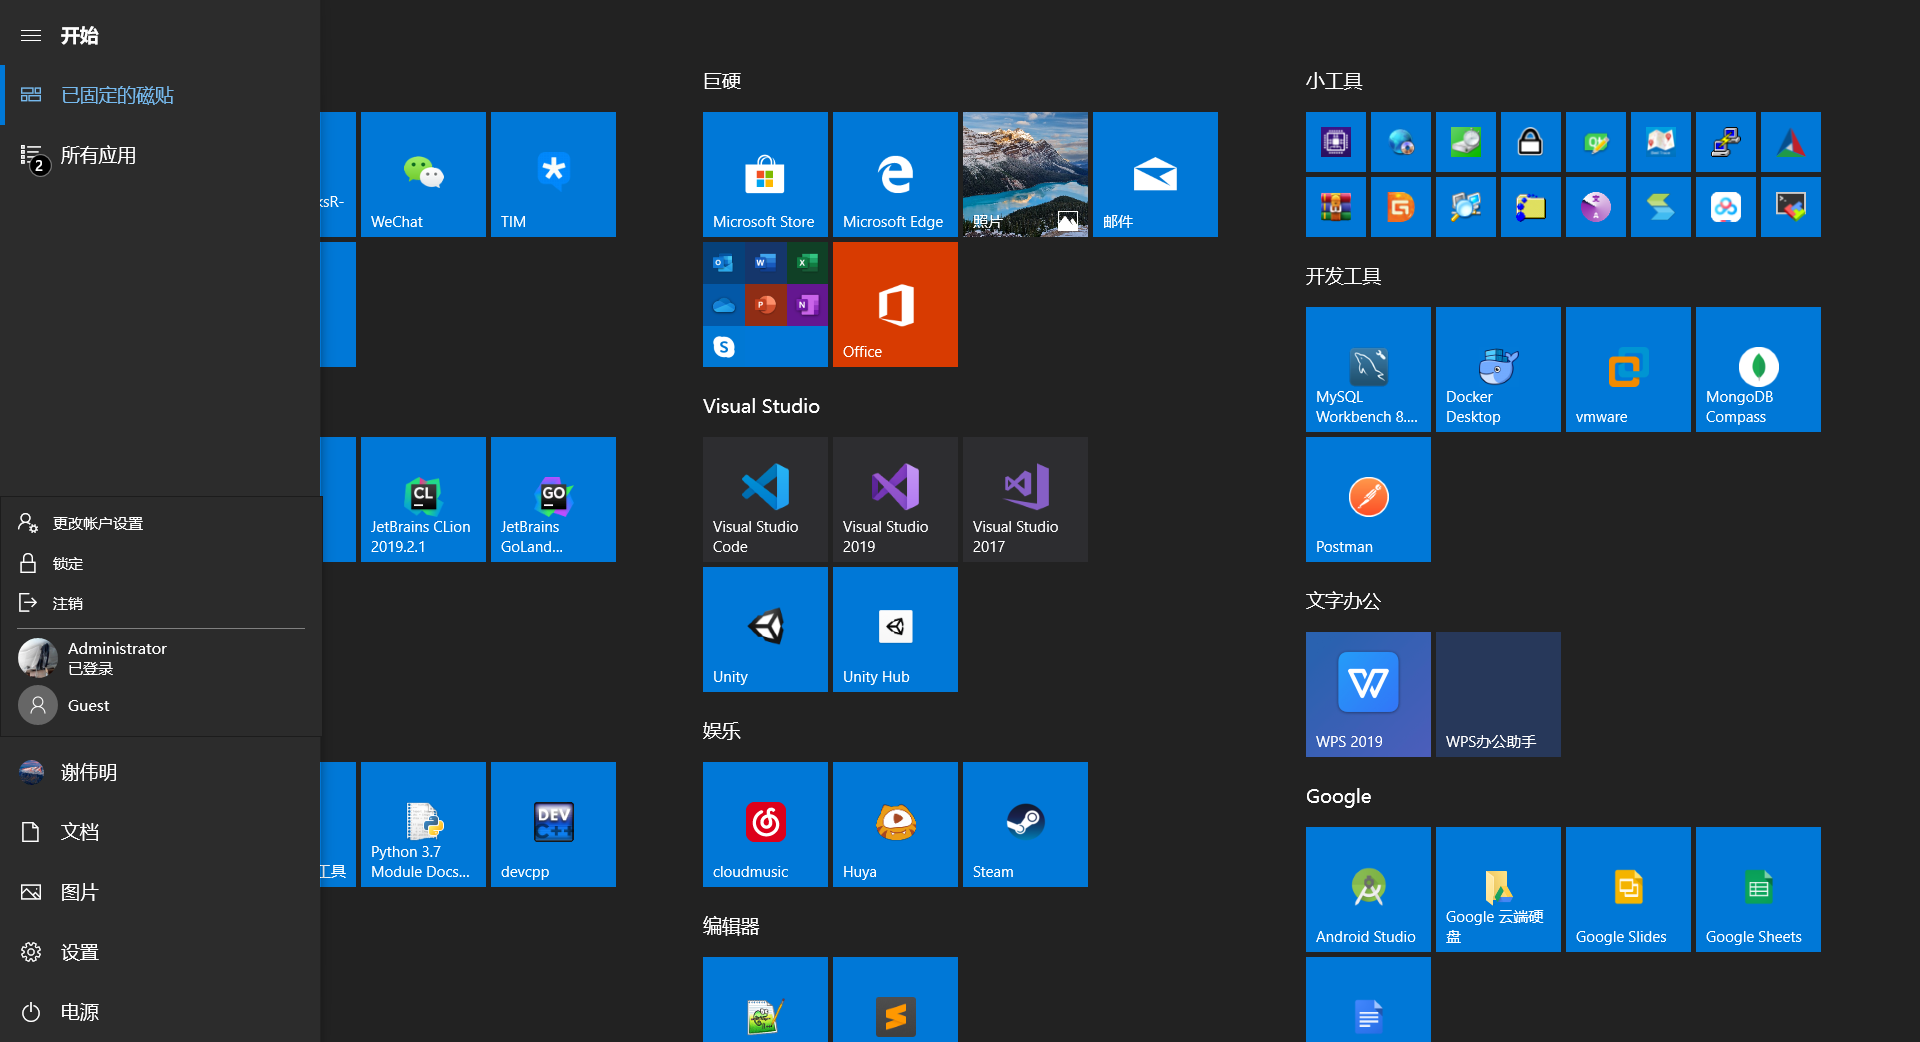 开始
已固定的磁贴
所有应用
2
更改帐户设置
锁定
注销
Administrator
已登录
Guest
谢伟明
文档
图片
设置
电源
ksR-
WeChat
TIM
CL
JetBrains CLion
2019.2.1
GO
JetBrains
GoLand...
工具
Python 3.7
Module Docs...
DEV
C++
devcpp
巨硬
Microsoft Store
Microsoft Edge
照片
邮件
Office
Visual Studio
Visual Studio
Code
Visual Studio
2019
Visual Studio
2017
Unity
Unity Hub
娱乐
cloudmusic
Huya
Steam
编辑器
小工具
开发工具
MySQL
Workbench 8....
Docker
Desktop
vmware
MongoDB
Compass
Postman
文字办公
WPS 2019
WPS办公助手
Google
Android Studio
Google 云端硬
盘
Google Slides
Google Sheets